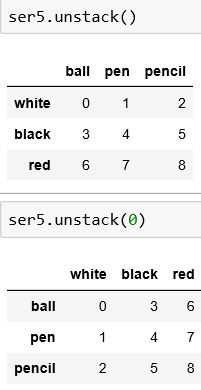 ser5.unstack()
ball pen pencil
white 0 1 2
black 3 4 5
red 6 7 8
ser5.unstack(0)
white black red
ball 0 3 6
pen 1 4 7
pencil 2 5 8